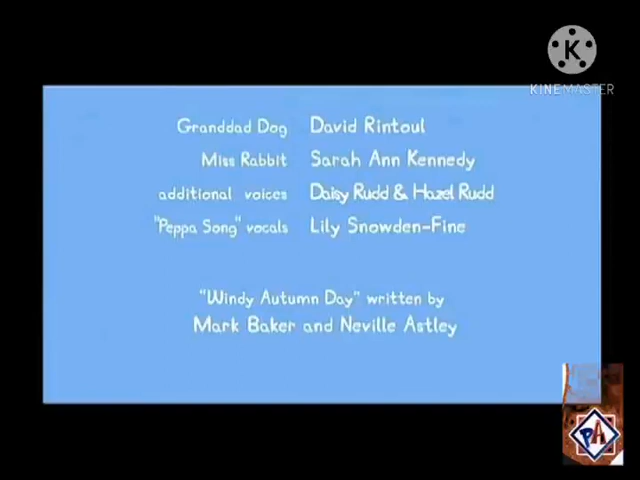 KINEMASTER
Granddad Dog David Rintoul
Miss Rabbit Sarah Ann Kennedy
additional voices Daisy Rudd & Hazel Rudd
"Peppa Song" vocals Lily Snowden-Fine
"Windy Autumn Day" written by
Mark Baker and Neville Astley
PA